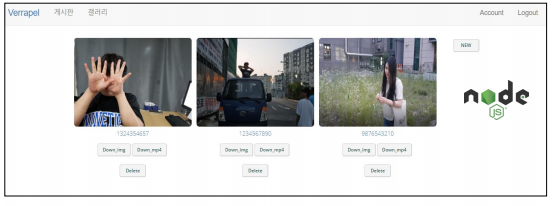 Verrapel 게시판 갤러리 Account Logout
NEW
node
JS
1324354657 1234567890 9876543210
Down_img Down_mp4 Down_img Down_mp4 Down_img Down_mp4
Delete Delete Delete